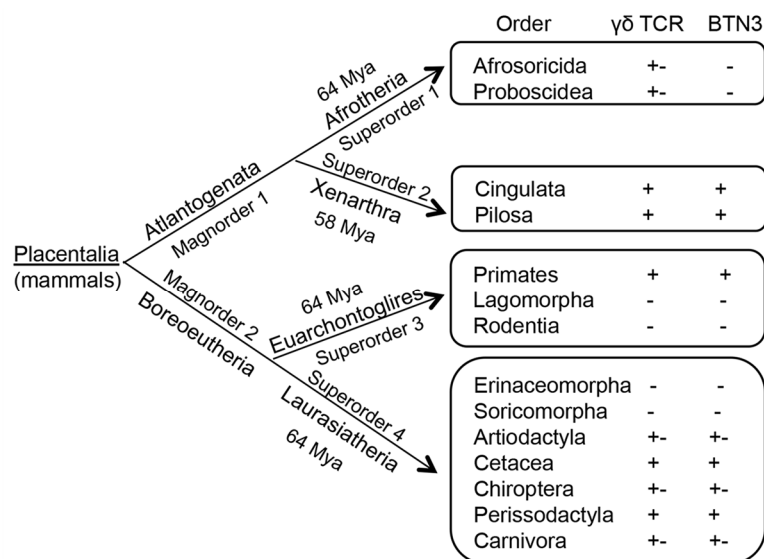 Order γδ TCR BTN3
64 Mya
Afrotheria
Superorder 1
Afrosoricida +- -
Proboscidea +- -
Atlantogenata
Magnorder 1
Superorder 2
Xenarthra
58 Mya
Cingulata + +
Pilosa + +
Placentalia
(mammals)
Magnorder 2
Boreoeutheria
64 Mya
Euarchontoglires
Superorder 3
Primates + +
Lagomorpha - -
Rodentia - -
Superorder 4
Laurasiatheria
64 Mya
Erinaceomorpha - -
Soricomorpha - -
Artiodactyla +- +-
Cetacea + +
Chiroptera +- +-
Perissodactyla + +
Carnivora +- +-